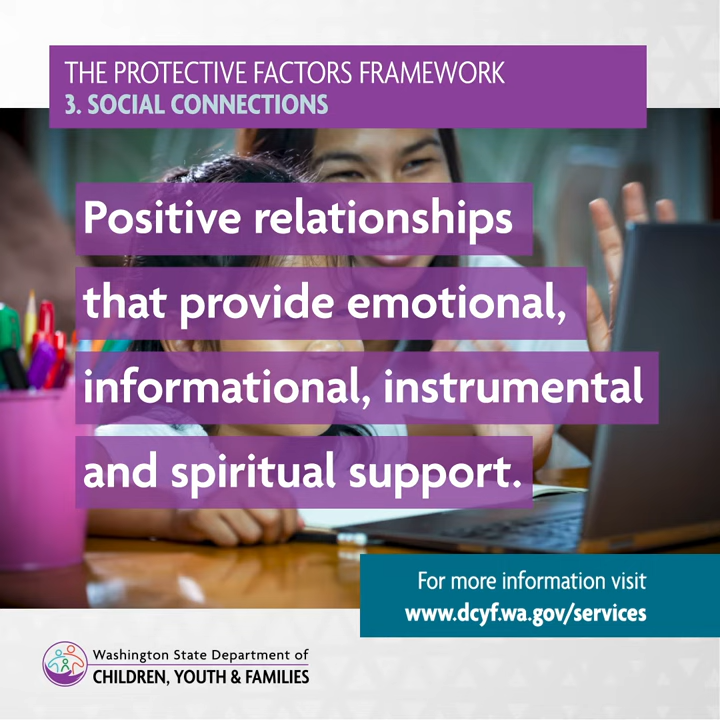 THE PROTECTIVE FACTORS FRAMEWORK
3. SOCIAL CONNECTIONS
Positive relationships
that provide emotional,
informational, instrumental
and spiritual support.
For more information visit
www.dcyf.wa.gov/services
Washington State Department of
CHILDREN, YOUTH & FAMILIES